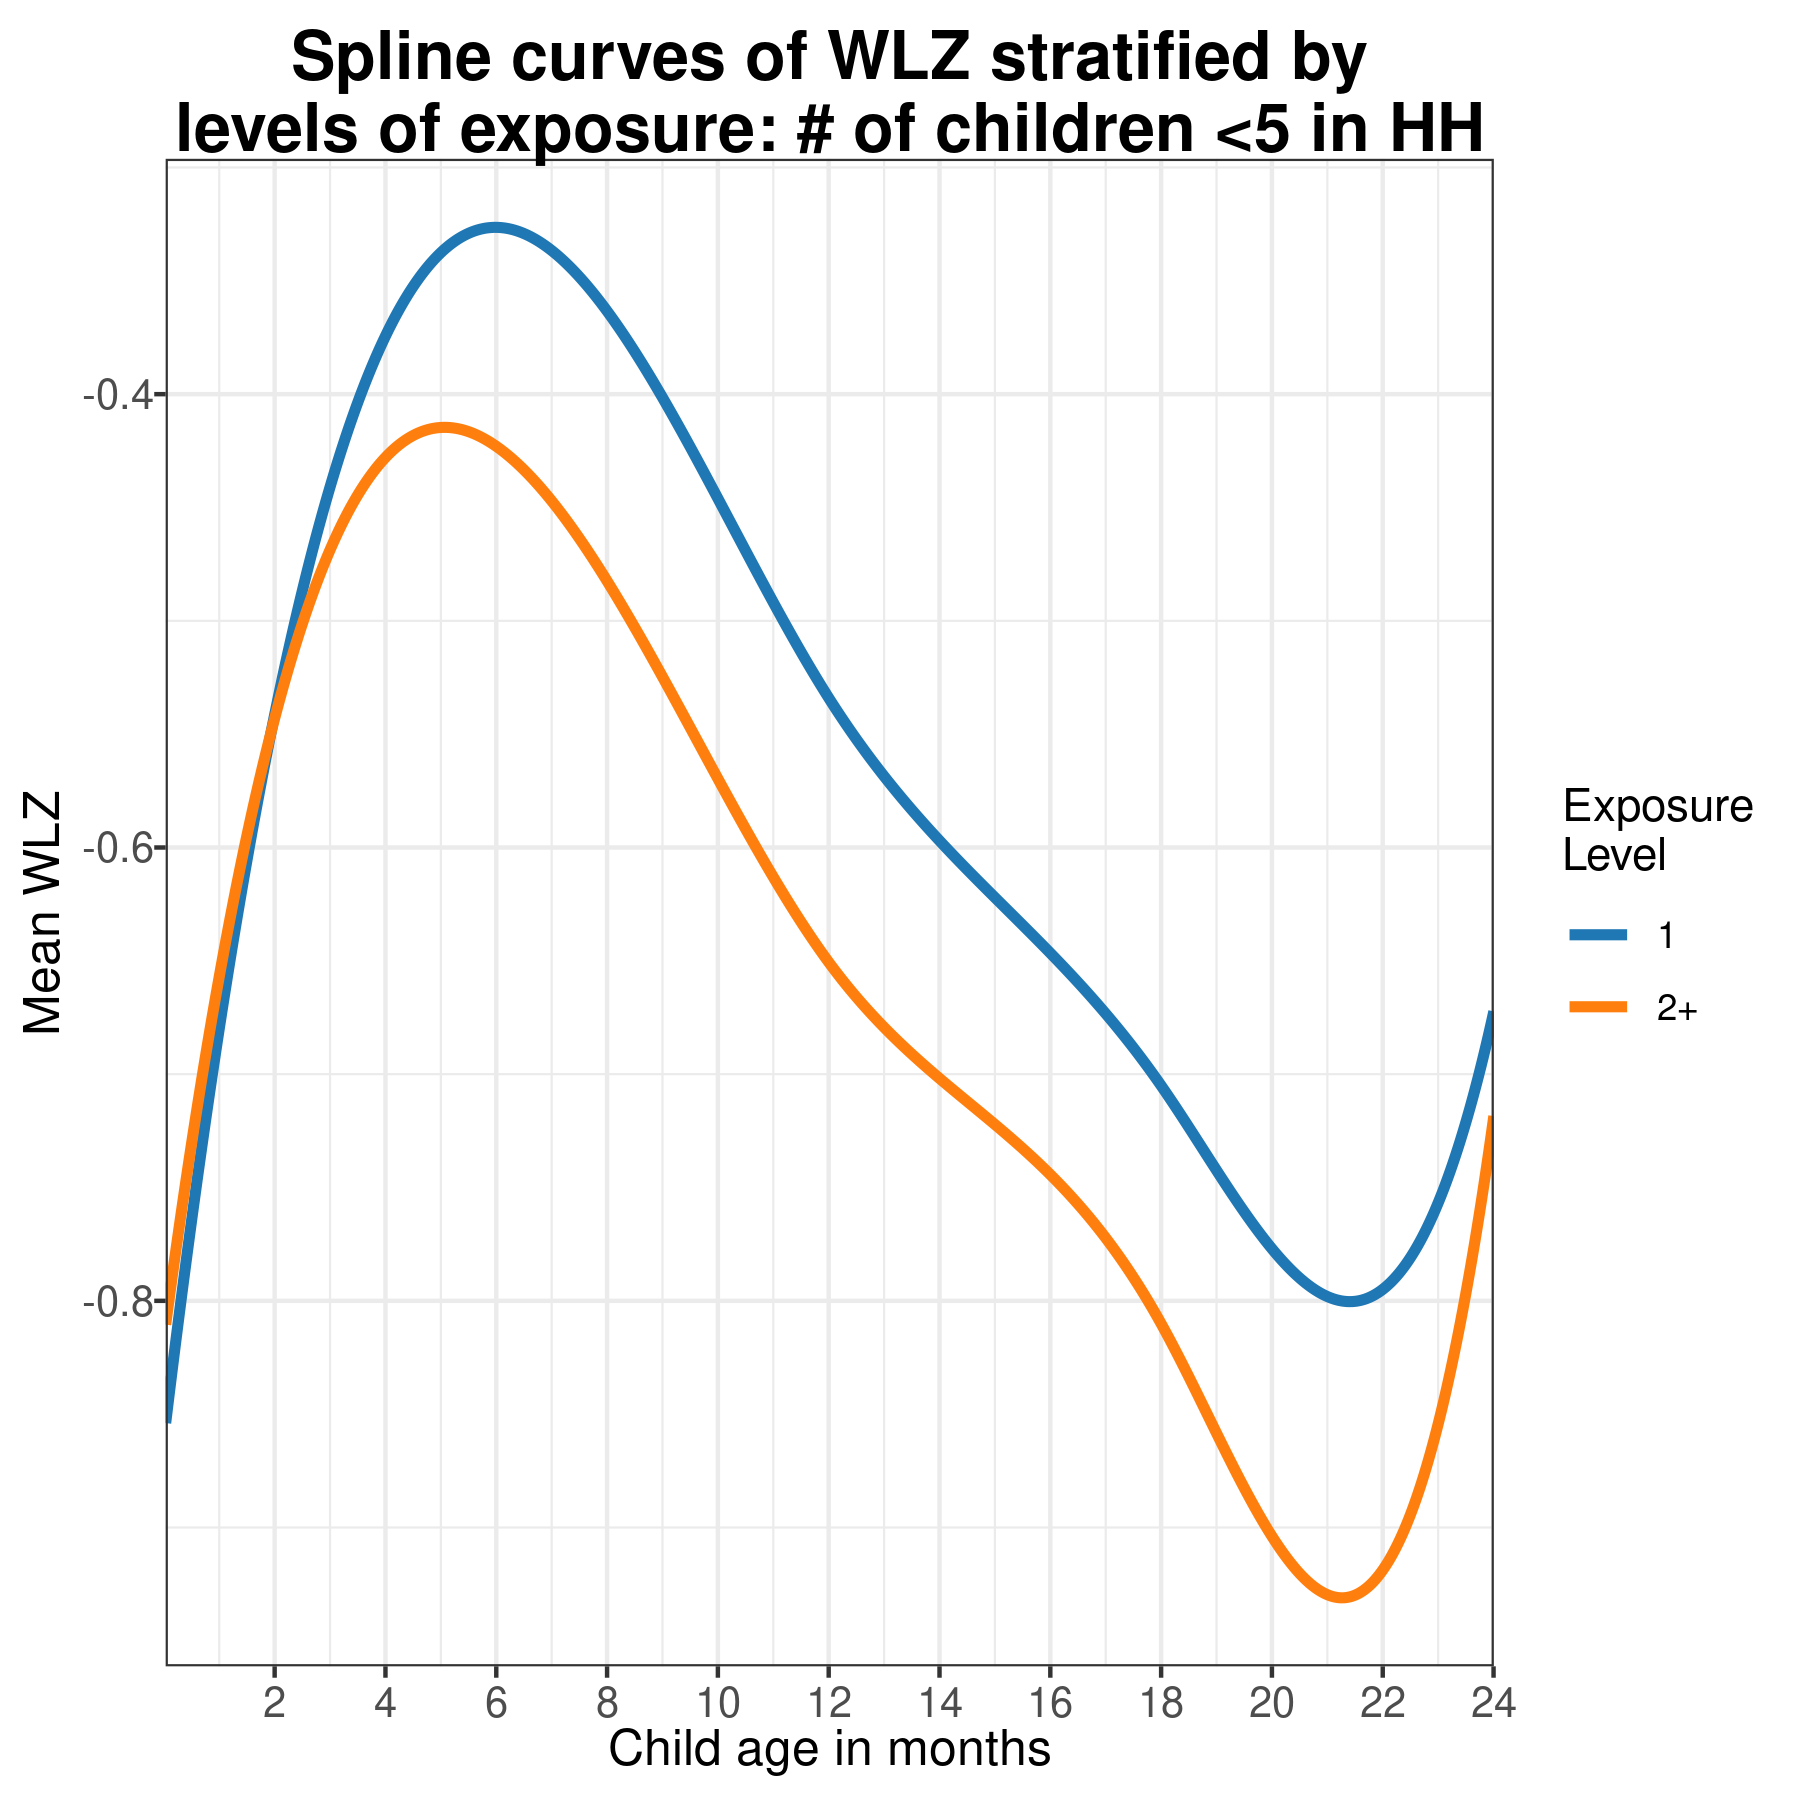 Spline curves of WLZ stratified by
levels of exposure: # of children <5 in HH
Mean WLZ
-0.4
-0.6
-0.8
2 4 6 8 10 12 14 16 18 20 22 24
Child age in months
Exposure
Level
1
2+